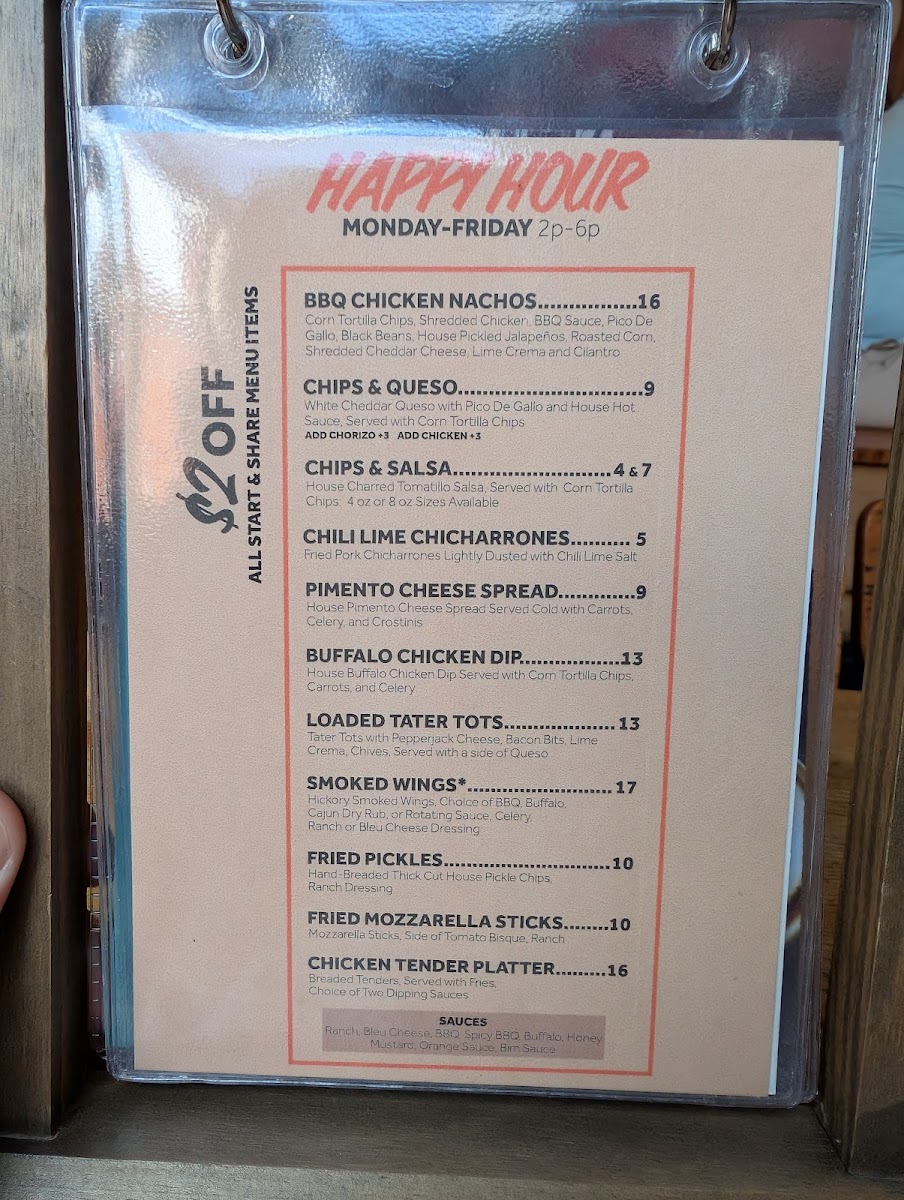 HAPPY HOUR
MONDAY-FRIDAY 2p-6p
$2 OFF
ALL START & SHARE MENU ITEMS
BBQ CHICKEN NACHOS.................16
Corn Tortilla Chips, Shredded Chicken, BBQ Sauce, Pico De
Gallo, Black Beans, House Pickled Jalapeños, Roasted Corn,
Shredded Cheddar Cheese, Lime Crema and Cilantro
CHIPS & QUESO................................9
White Cheddar Queso with Pico De Gallo and House Hot
Sauce, Served with Corn Tortilla Chips
ADD CHORIZO +3 ADD CHICKEN +3
CHIPS & SALSA...........................4 & 7
House Charred Tomatillo Salsa, Served with Corn Tortilla
Chips. 4 oz or 8 oz Sizes Available
CHILI LIME CHICHARRONES.......... 5
Fried Pork Chicharrones Lightly Dusted with Chili Lime Salt
PIMENTO CHEESE SPREAD.............9
House Pimento Cheese Spread Served Cold with Carrots,
Celery, and Crostinis
BUFFALO CHICKEN DIP.................13
House Buffalo Chicken Dip Served with Corn Tortilla Chips,
Carrots, and Celery
LOADED TATER TOTS................... 13
Tater Tots with Pepperjack Cheese, Bacon Bits, Lime
Crema, Chives, Served with a side of Queso
SMOKED WINGS*......................... 17
Hickory Smoked Wings, Choice of BBQ, Buffalo,
Cajun Dry Rub, or Rotating Sauce, Celery,
Ranch or Bleu Cheese Dressing
FRIED PICKLES.............................10
Hand-Breaded Thick Cut House Pickle Chips,
Ranch Dressing
FRIED MOZZARELLA STICKS........10
Mozzarella Sticks, Side of Tomato Bisque, Ranch
CHICKEN TENDER PLATTER.........16
Breaded Tenders, Served with Fries,
Choice of Two Dipping Sauces
SAUCES
Ranch, Bleu Cheese, BBQ, Spicy BBQ, Buffalo, Honey
Mustard, Orange Sauce, Bim Sauce